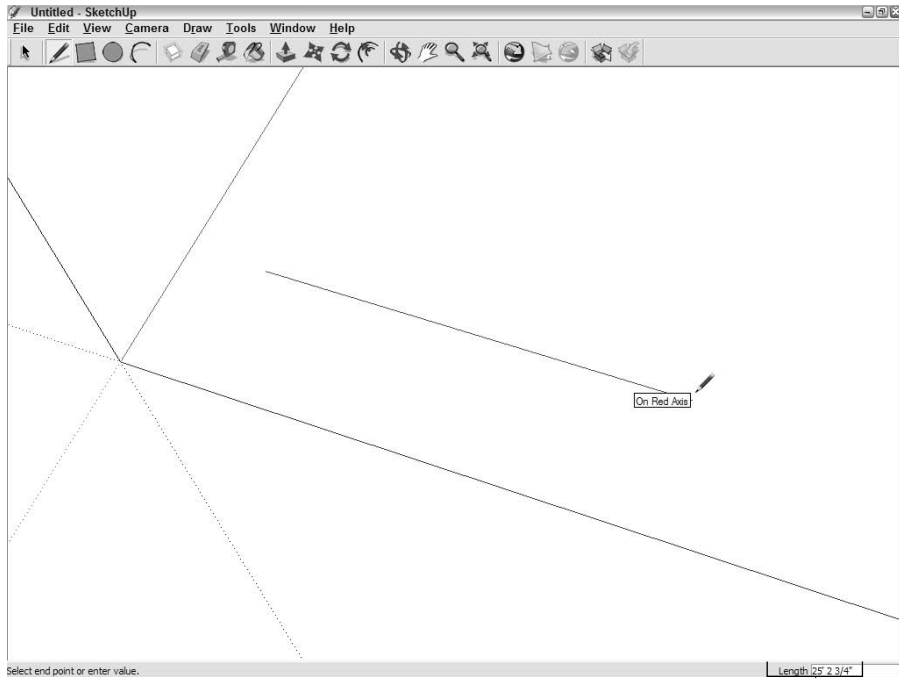 Untitled - SketchUp
File Edit View Camera Draw Tools Window Help
On Red Axis
Select end point or enter value.
Length 25' 2 3/4"